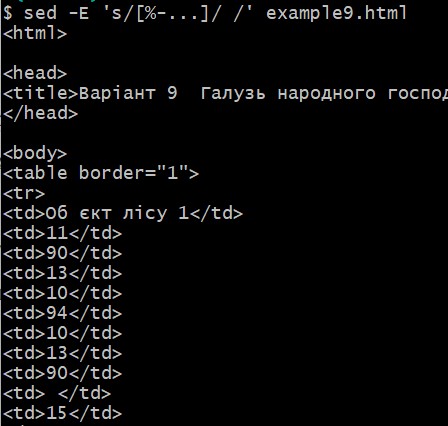 $ sed -E 's/[%-...]/ /' example9.html
<html>

<head>
<title>Варіант 9  Галузь народного господ
</head>

<body>
<table border="1">
<tr>
<td>Об єкт лісу 1</td>
<td>11</td>
<td>90</td>
<td>13</td>
<td>10</td>
<td>94</td>
<td>10</td>
<td>13</td>
<td>90</td>
<td> </td>
<td>15</td>